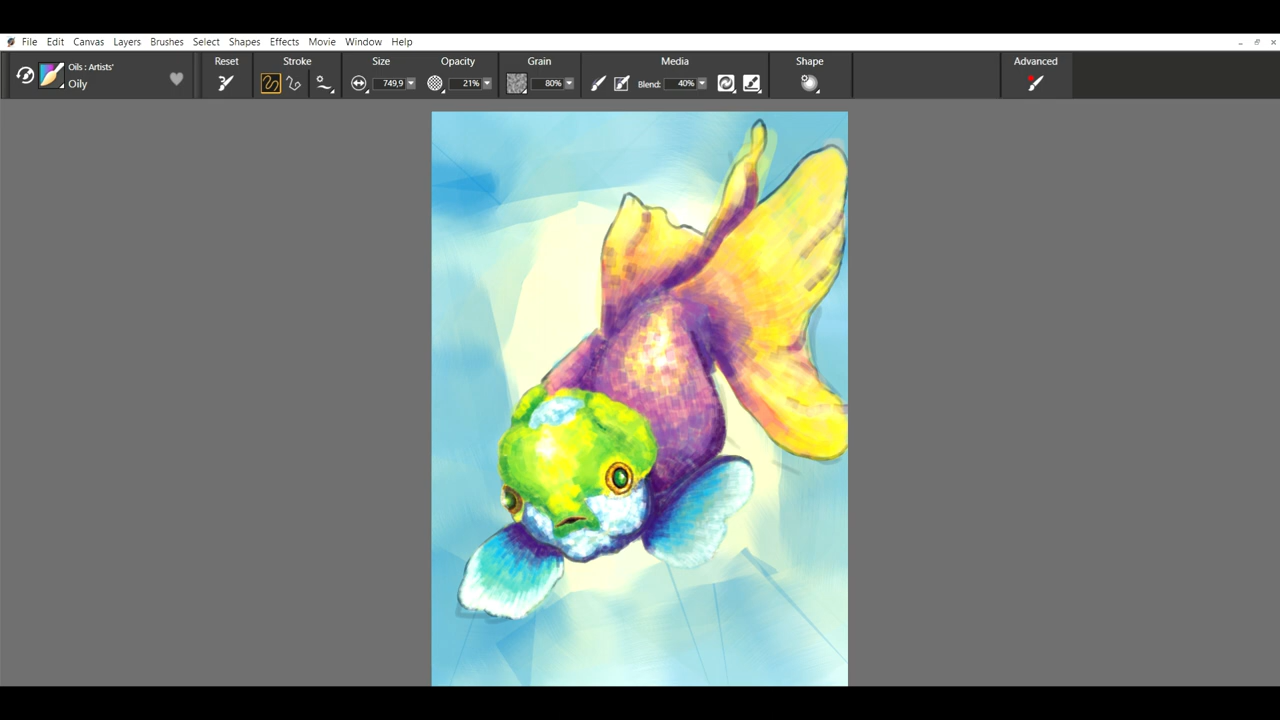 File Edit Canvas Layers Brushes Select Shapes Effects Movie Window Help
Oils : Artists' Reset Stroke Size Opacity Grain Media Shape Advanced
Oily 749,9 21% 80% Blend: 40%